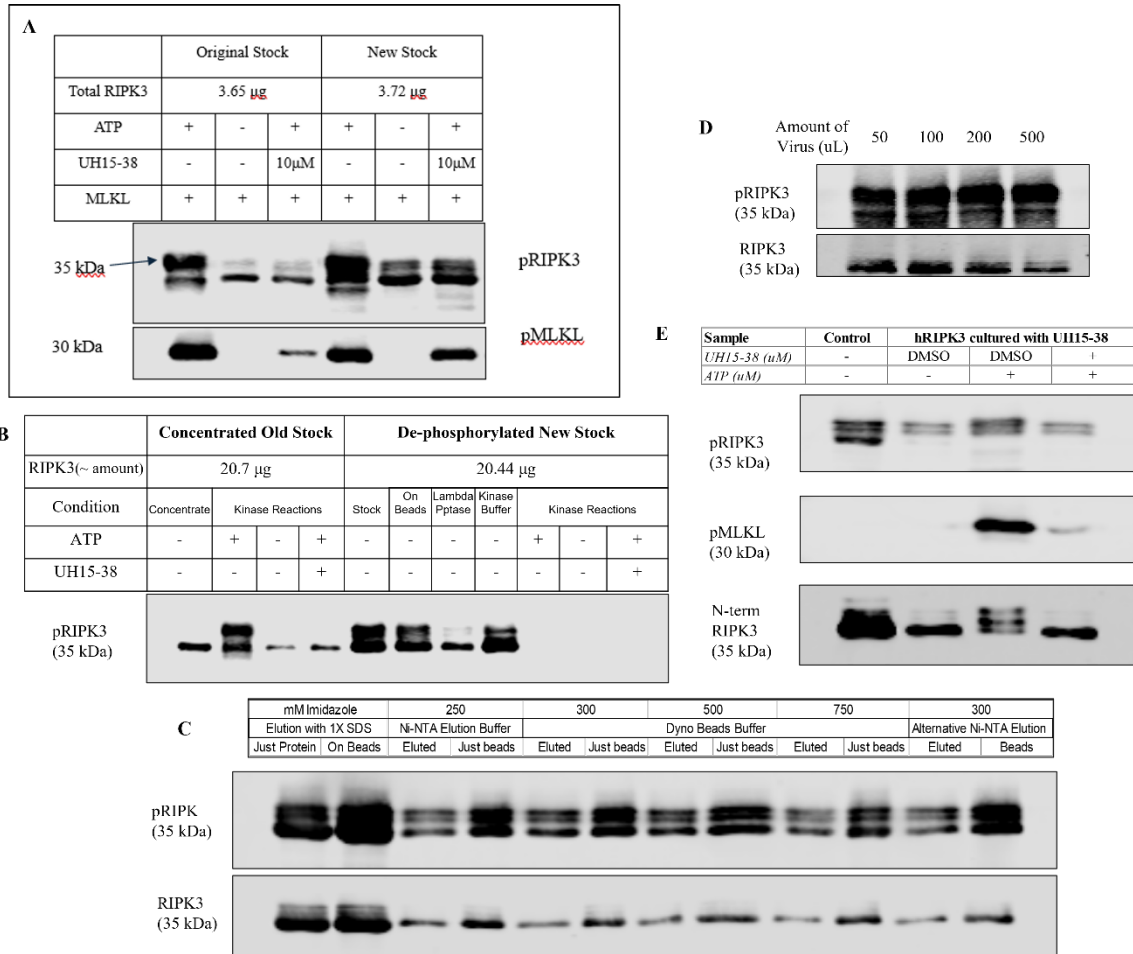 A
Original Stock New Stock
Total RIPK3 3.65 µg 3.72 µg
ATP + - + + - +
UH15-38 - - 10µM - - 10µM
MLKL + + + + + +
35 kDa pRIPK3
30 kDa pMLKL
B
Concentrated Old Stock De-phosphorylated New Stock
RIPK3(~ amount) 20.7 µg 20.44 µg
Condition Concentrate Kinase Reactions Stock On Beads Lambda Pptase Kinase Buffer Kinase Reactions
ATP - + - + - - - - + - +
UH15-38 - - - + - - - - - - +
pRIPK3
(35 kDa)
C
mM Imidazole 250 300 500 750 300
Elution with 1X SDS Ni-NTA Elution Buffer Dyno Beads Buffer Alternative Ni-NTA Elution
Just Protein On Beads Eluted Just beads Eluted Just beads Eluted Just beads Eluted Just beads Eluted Beads
pRIPK
(35 kDa)
RIPK3
(35 kDa)
D
Amount of
Virus (uL) 50 100 200 500
pRIPK3
(35 kDa)
RIPK3
(35 kDa)
E
Sample Control hRIPK3 cultured with UH15-38
UH15-38 (uM) - DMSO DMSO +
ATP (uM) - - + +
pRIPK3
(35 kDa)
pMLKL
(30 kDa)
N-term
RIPK3
(35 kDa)